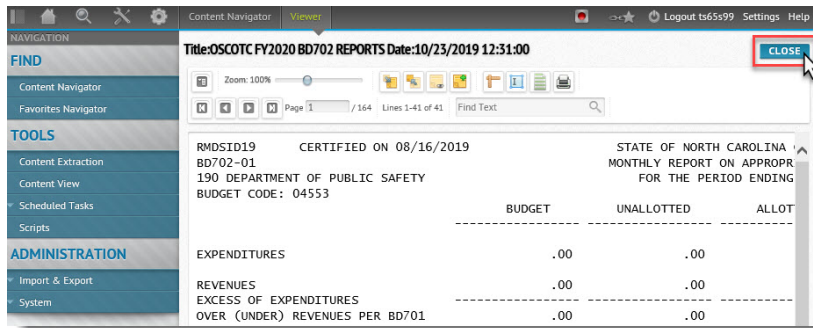 Content Navigator Viewer Logout ts65s99 Settings Help
NAVIGATION
FIND
Content Navigator
Favorites Navigator
TOOLS
Content Extraction
Content View
Scheduled Tasks
Scripts
ADMINISTRATION
Import & Export
System
Title:OSCOTC FY2020 BD702 REPORTS Date:10/23/2019 12:31:00 CLOSE
Zoom: 100%
Page 1 / 164 Lines 1-41 of 41 Find Text
RMDSID19 CERTIFIED ON 08/16/2019 STATE OF NORTH CAROLINA
BD702-01 MONTHLY REPORT ON APPROPR
190 DEPARTMENT OF PUBLIC SAFETY FOR THE PERIOD ENDING
BUDGET CODE: 04553
BUDGET UNALLOTTED ALLOT
----------------- ---------------- ---------
EXPENDITURES .00 .00
REVENUES .00 .00
EXCESS OF EXPENDITURES ----------------- ---------------- ---------
OVER (UNDER) REVENUES PER BD701 .00 .00